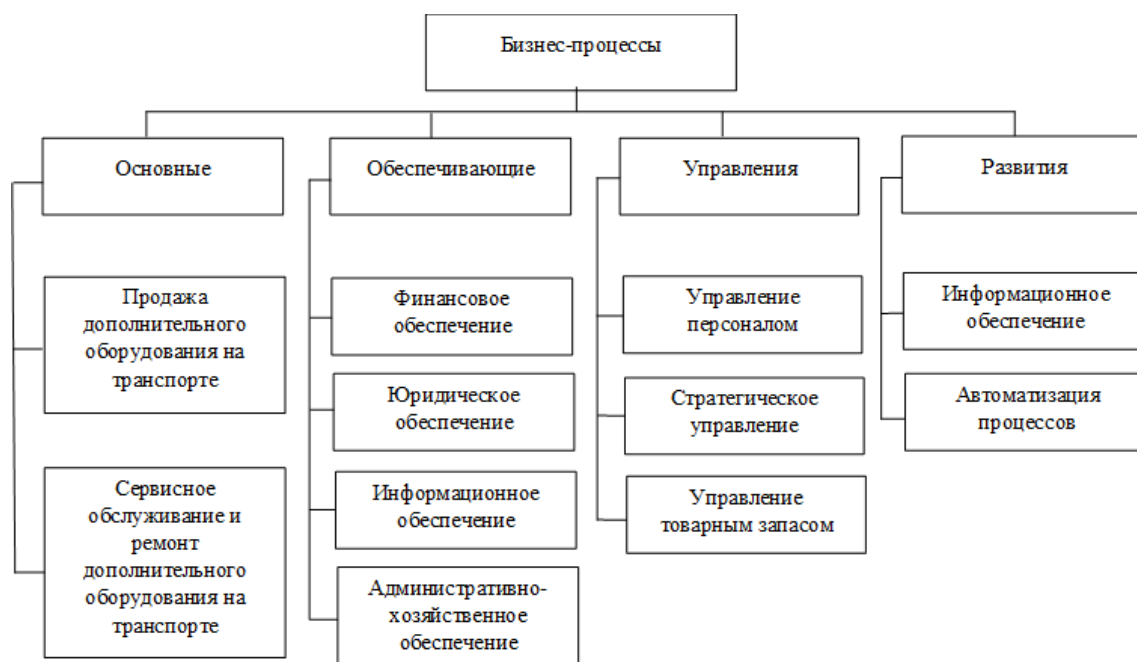 Бизнес-процессы
Основные
Обеспечивающие
Управления
Развития
Продажа
дополнительного
оборудования на
транспорте
Сервисное
обслуживание и
ремонт
дополнительного
оборудования на
транспорте
Финансовое
обеспечение
Юридическое
обеспечение
Информационное
обеспечение
Административно-
хозяйственное
обеспечение
Управление
персоналом
Стратегическое
управление
Управление
товарным запасом
Информационное
обеспечение
Автоматизация
процессов